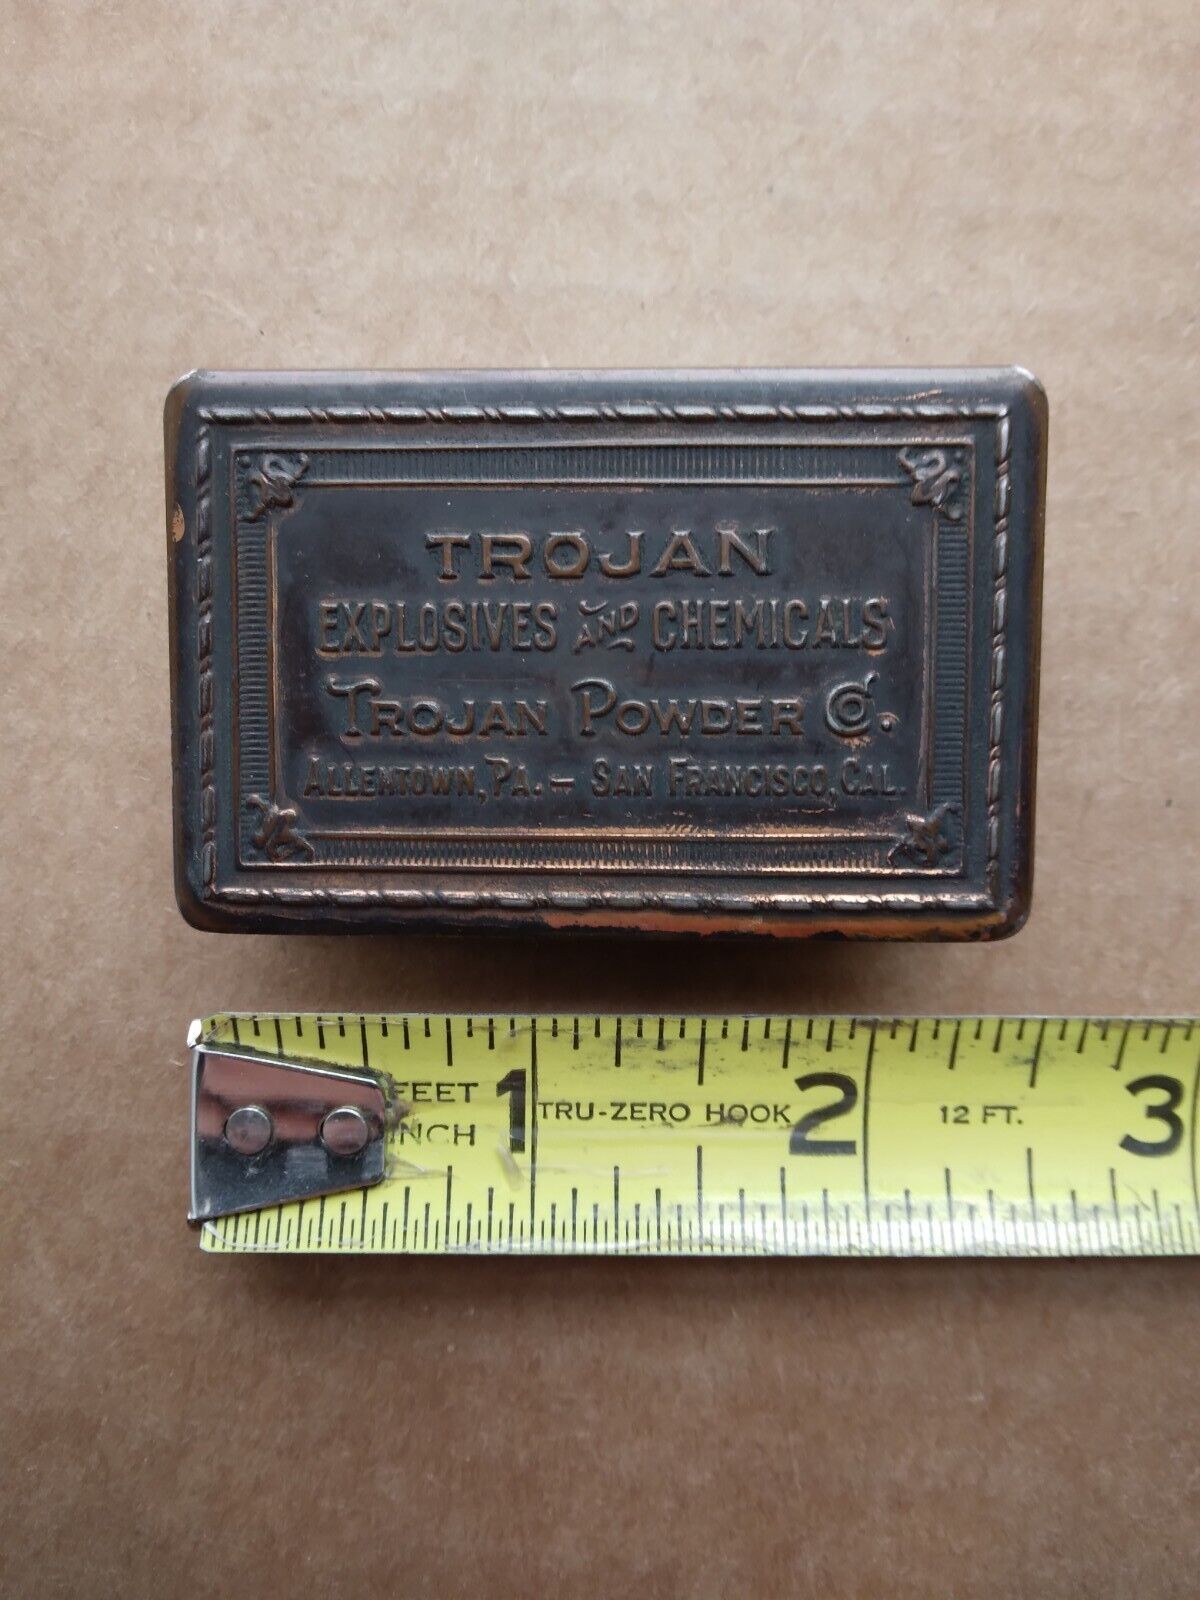 TROJAN
EXPLOSIVES AND CHEMICALS
TROJAN POWDER CO.
ALLENTOWN, PA. – SAN FRANCISCO, CAL.
FEET 1 TRU-ZERO HOOK 2 12 FT. 3
INCH